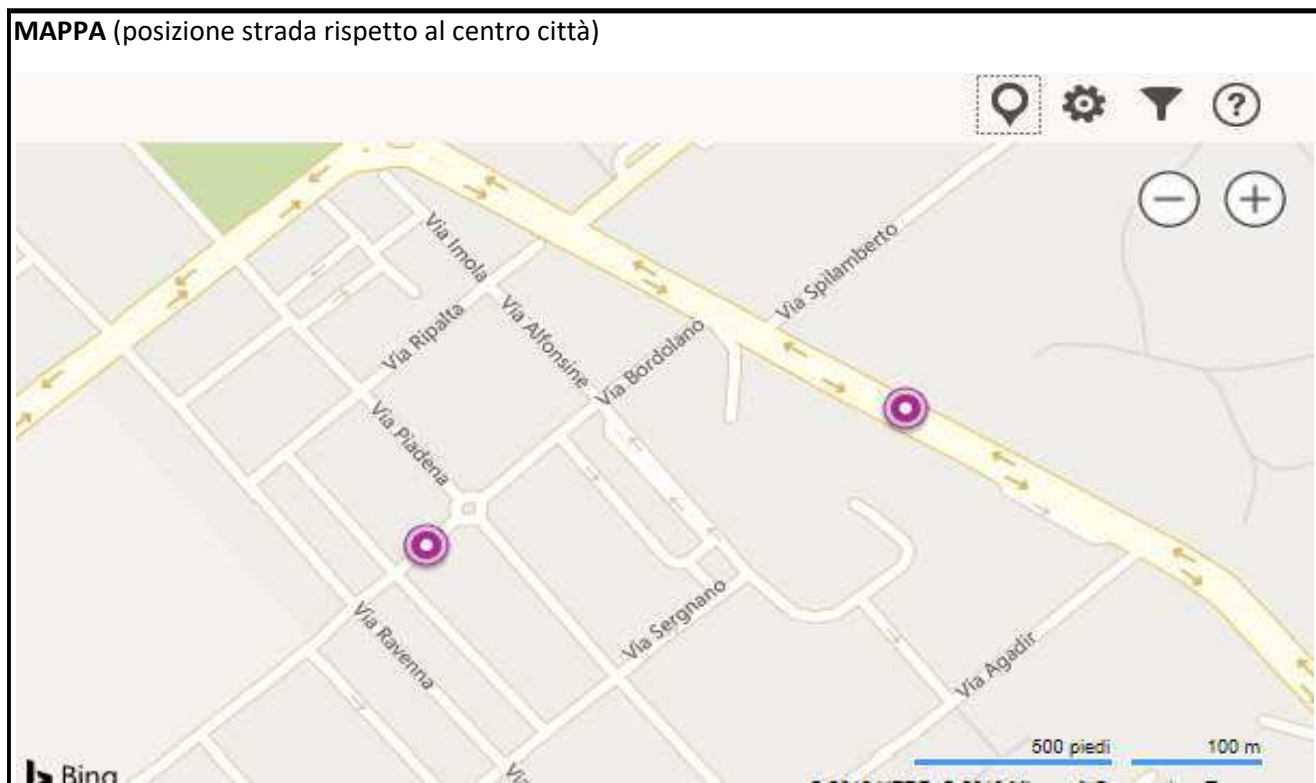 MAPPA (posizione strada rispetto al centro città)
?
Via Imola
Via Spilamberto
Via Ripalta
Via Alfonsine
Via Bordolano
Via Piadena
Via Sergnano
Via Ravenna
Via Agadir
500 piedi
100 m
Bing
Via